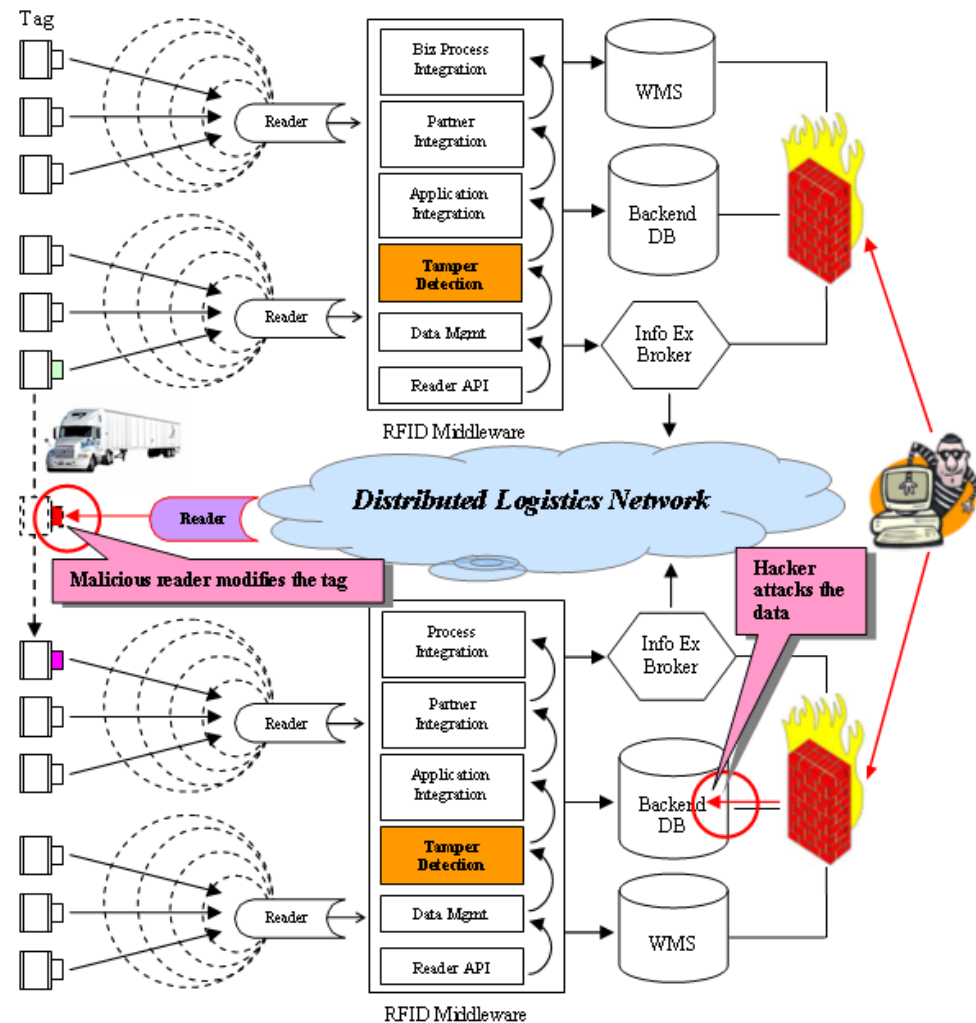 Tag
Biz Process
Integration
WMS
Reader
Partner
Integration
Application
Integration
Backend
DB
Tamper
Detection
Reader
Data Mgmt
Info Ex
Broker
Reader API
RFID Middleware
Distributed Logistics Network
Reader
Malicious reader modifies the tag
Hacker
attacks the
data
Process
Integration
Info Ex
Broker
Partner
Integration
Reader
Application
Integration
Backend
DB
Tamper
Detection
Reader
Data Mgmt
WMS
Reader API
RFID Middleware